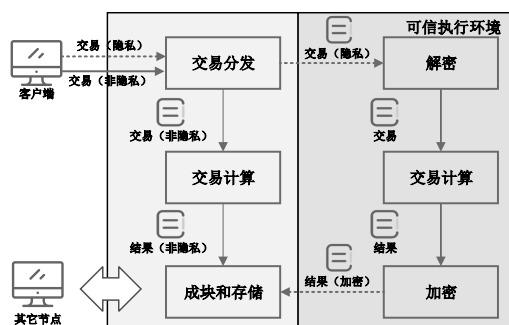 可信执行环境
交易（隐私）
交易（非隐私）
客户端
交易分发
交易（隐私）
解密
交易（非隐私）
交易
交易计算
交易计算
结果（非隐私）
结果
结果（加密）
成块和存储
加密
其它节点